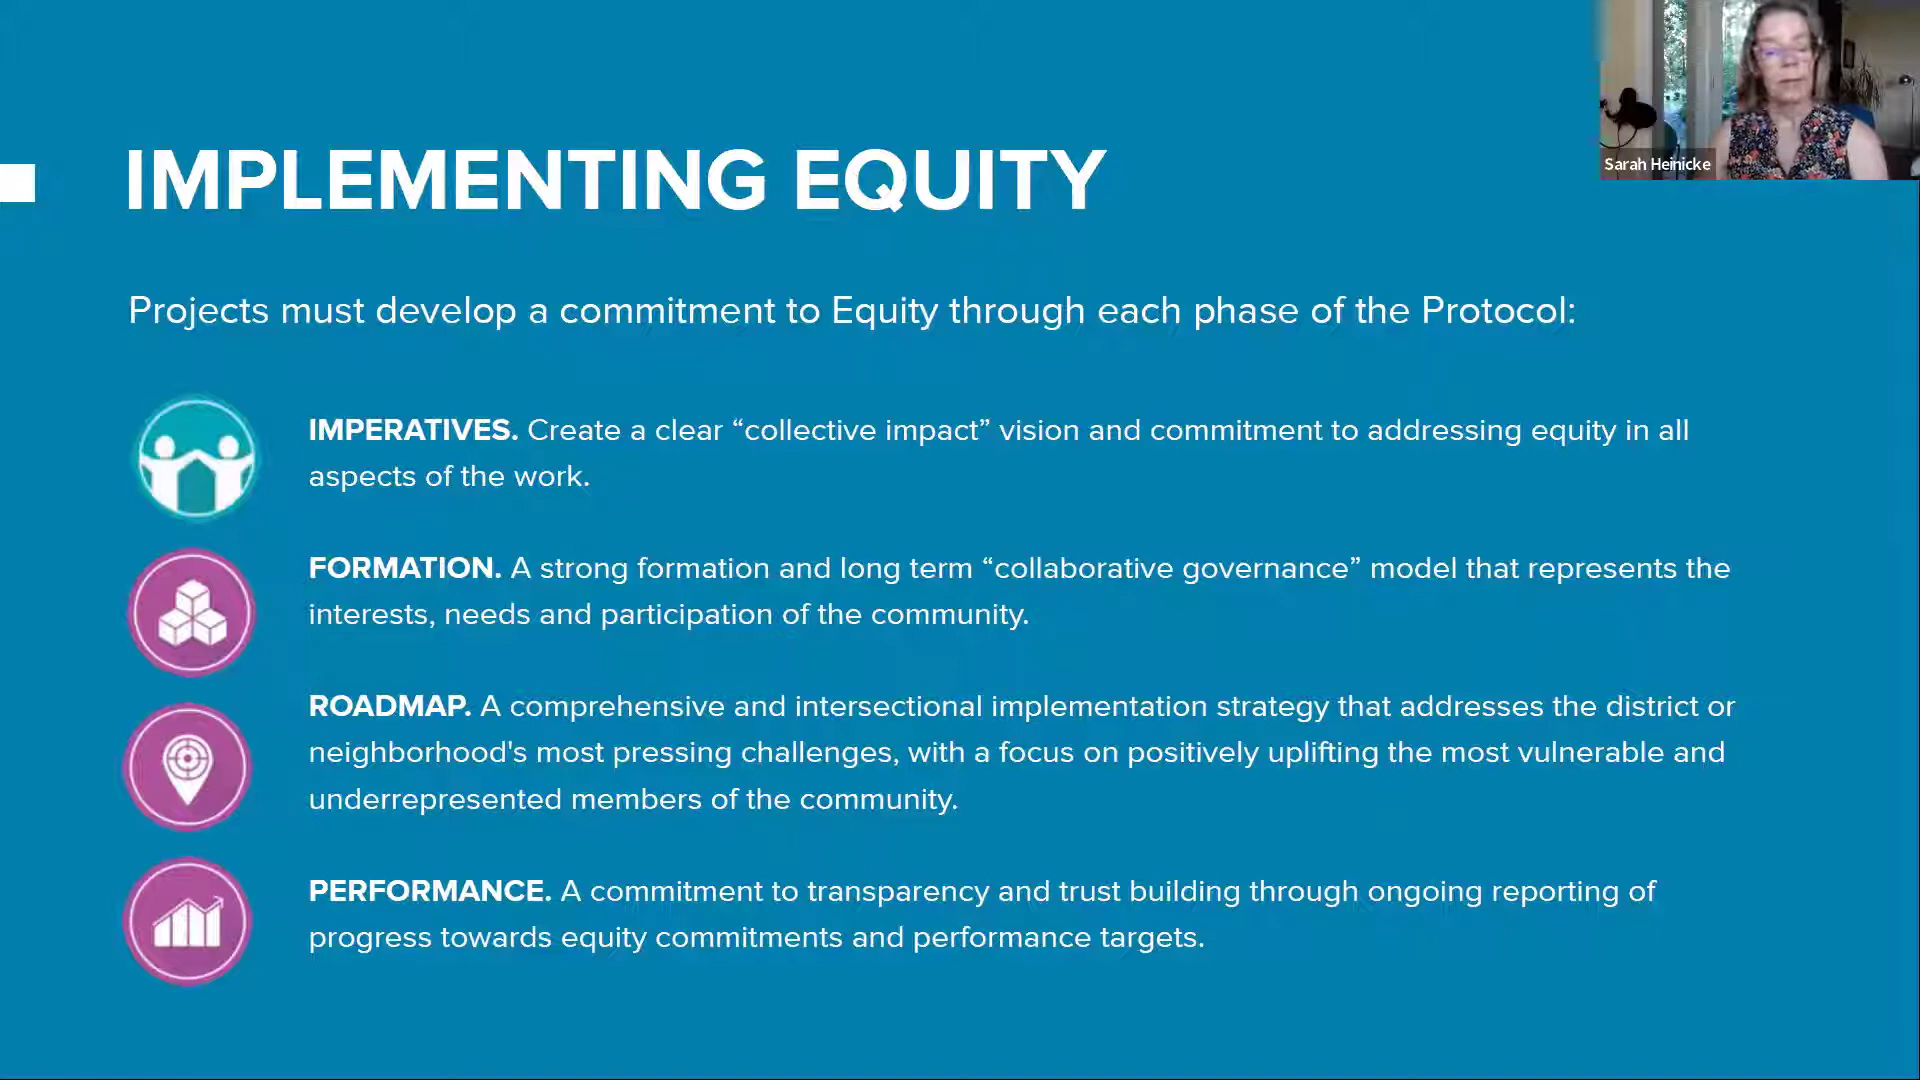 Sarah Heinicke
IMPLEMENTING EQUITY
Projects must develop a commitment to Equity through each phase of the Protocol:
IMPERATIVES. Create a clear “collective impact” vision and commitment to addressing equity in all
aspects of the work.
FORMATION. A strong formation and long term “collaborative governance” model that represents the
interests, needs and participation of the community.
ROADMAP. A comprehensive and intersectional implementation strategy that addresses the district or
neighborhood's most pressing challenges, with a focus on positively uplifting the most vulnerable and
underrepresented members of the community.
PERFORMANCE. A commitment to transparency and trust building through ongoing reporting of
progress towards equity commitments and performance targets.